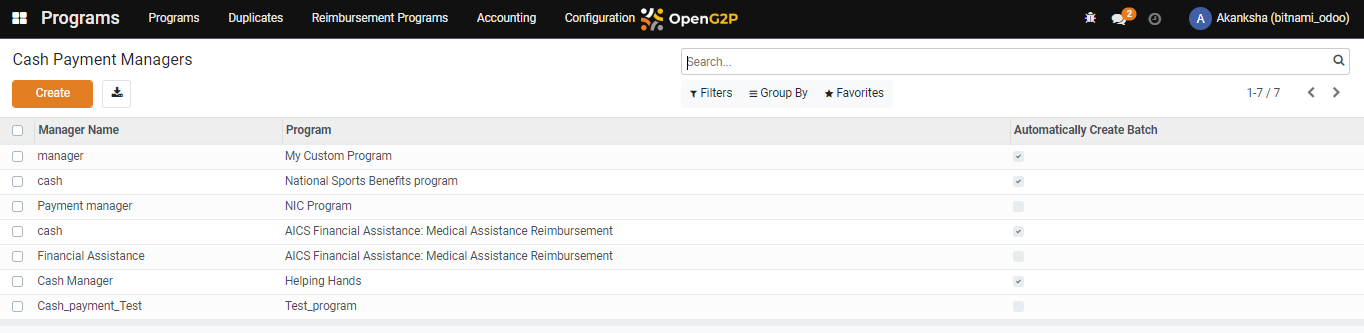 Programs Programs Duplicates Reimbursement Programs Accounting Configuration OpenG2P 2 A Akanksha (bitnami_odoo)
Cash Payment Managers
Search...
Create
Filters Group By Favorites 1-7 / 7
Manager Name Program Automatically Create Batch
manager My Custom Program
cash National Sports Benefits program
Payment manager NIC Program
cash AICS Financial Assistance: Medical Assistance Reimbursement
Financial Assistance AICS Financial Assistance: Medical Assistance Reimbursement
Cash Manager Helping Hands
Cash_payment_Test Test_program